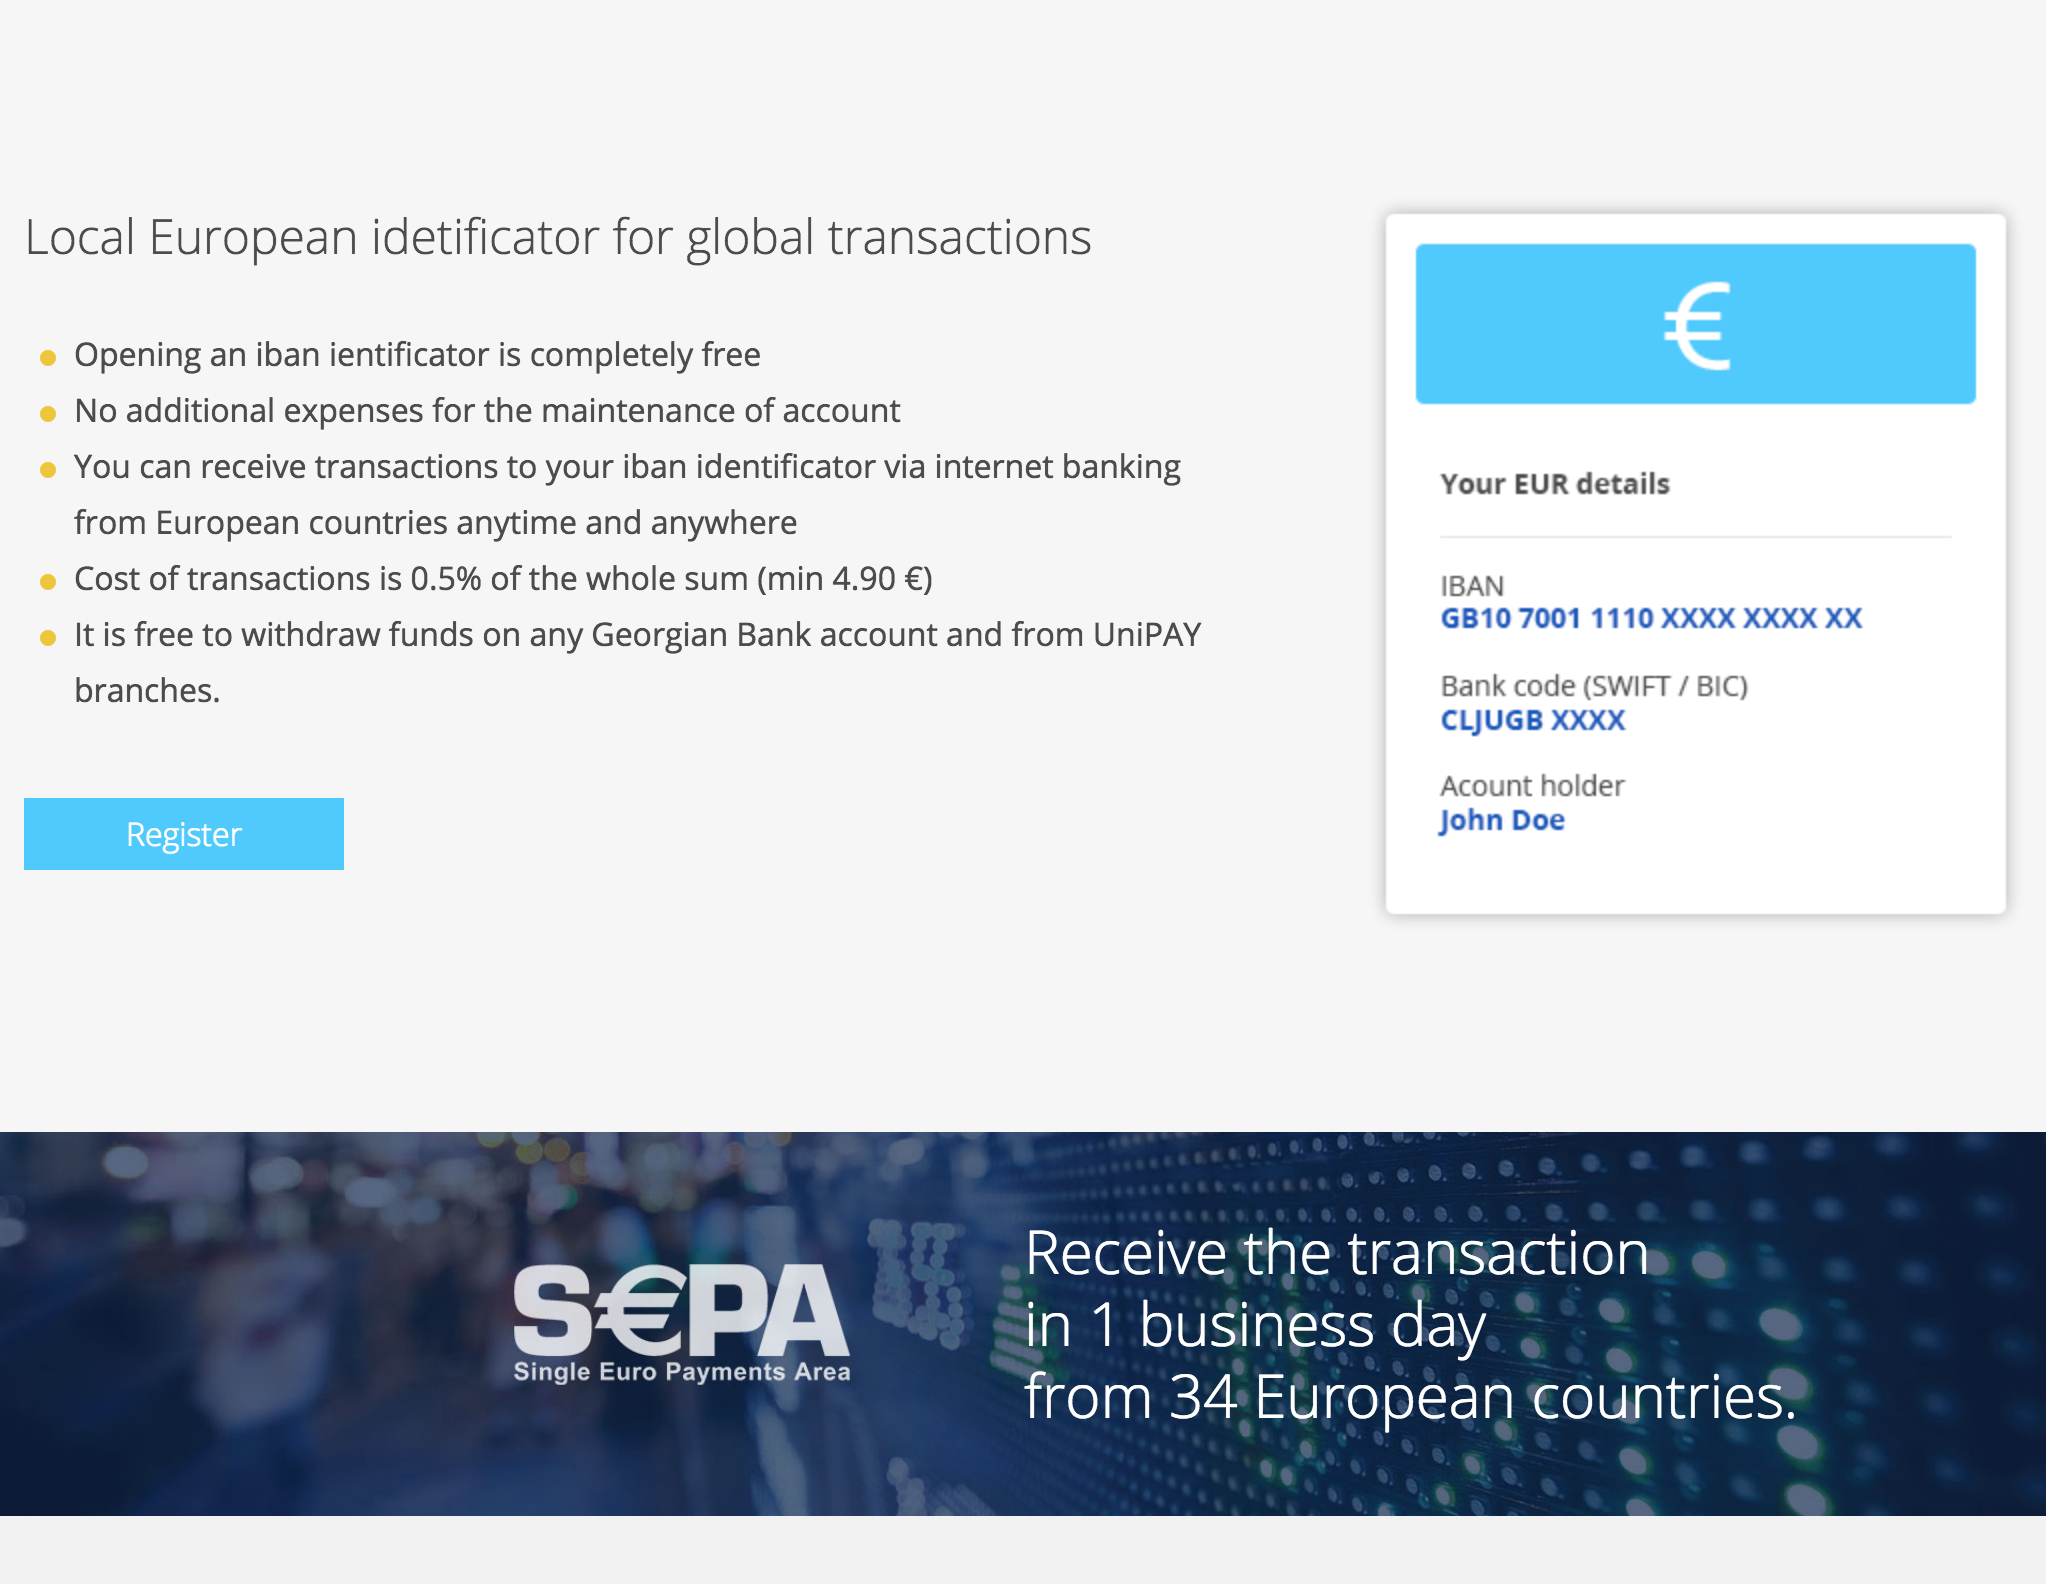 Local European idetificator for global transactions
Opening an iban ientificator is completely free
No additional expenses for the maintenance of account
You can receive transactions to your iban identificator via internet banking
from European countries anytime and anywhere
Cost of transactions is 0.5% of the whole sum (min 4.90 €)
It is free to withdraw funds on any Georgian Bank account and from UniPAY
branches.
Register
€
Your EUR details
IBAN
GB10 7001 1110 XXXX XXXX XX
Bank code (SWIFT / BIC)
CLJUGB XXXX
Acount holder
John Doe
S€PA
Single Euro Payments Area
Receive the transaction
in 1 business day
from 34 European countries.